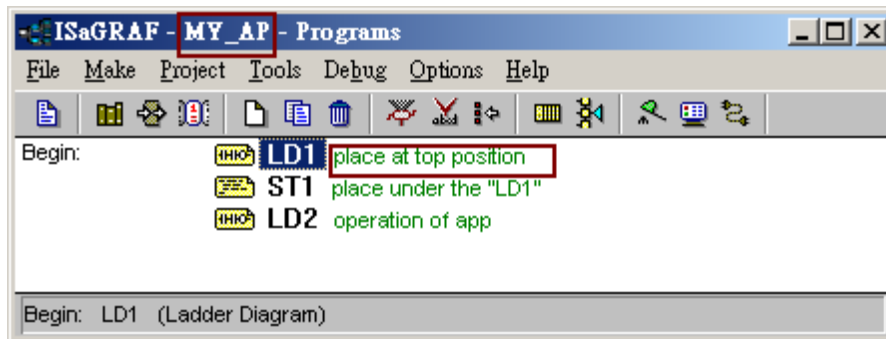 ISaGRAF - MY_AP - Programs
File Make Project Tools Debug Options Help
Begin: LD1 place at top position
ST1 place under the "LD1"
LD2 operation of app
Begin: LD1 (Ladder Diagram)